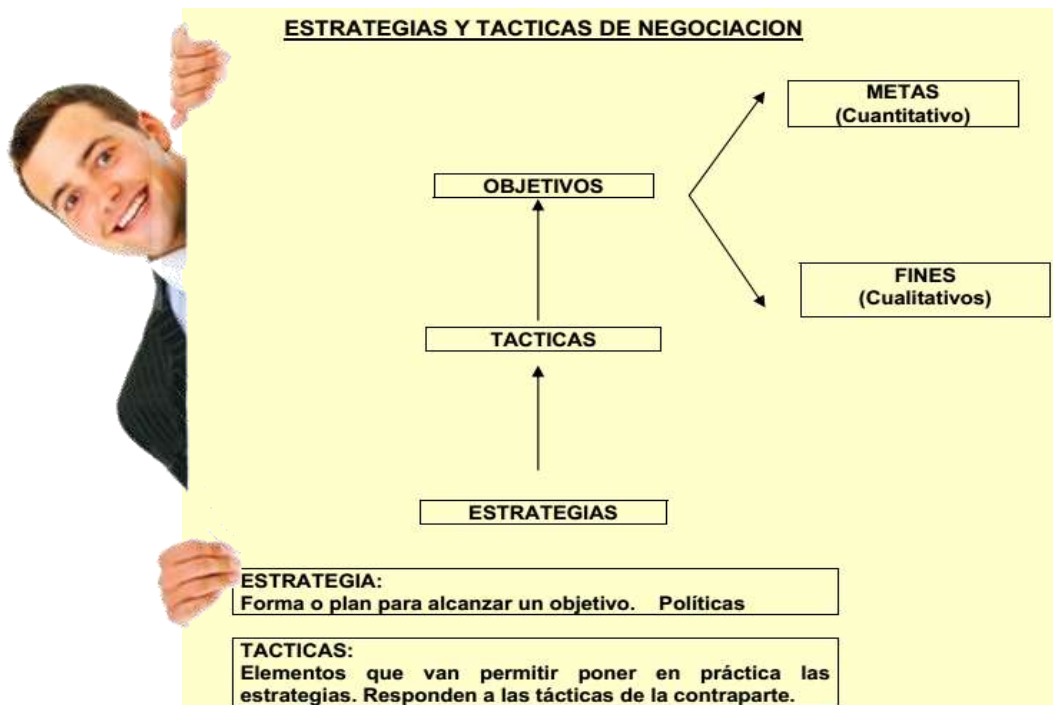 ESTRATEGIAS Y TACTICAS DE NEGOCIACION
METAS
(Cuantitativo)
OBJETIVOS
FINES
(Cualitativos)
TACTICAS
ESTRATEGIAS
ESTRATEGIA:
Forma o plan para alcanzar un objetivo. Políticas
TACTICAS:
Elementos que van permitir poner en práctica las
estrategias. Responden a las tácticas de la contraparte.